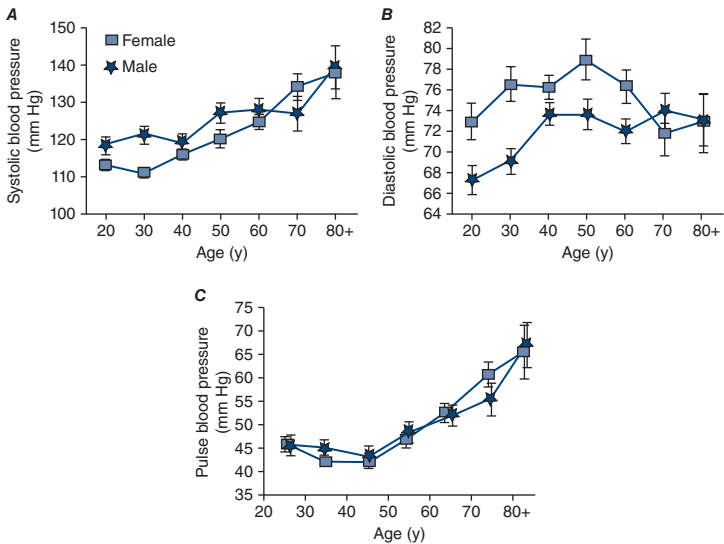 A
Systolic blood pressure
(mm Hg)
150
140
130
120
110
100
Female
Male
20 30 40 50 60 70 80+
Age (y)
B
Diastolic blood pressure
(mm Hg)
82
80
78
76
74
72
70
68
66
64
20 30 40 50 60 70 80+
Age (y)
C
Pulse blood pressure
(mm Hg)
75
70
65
60
55
50
45
40
35
20 30 40 50 60 70 80+
Age (y)